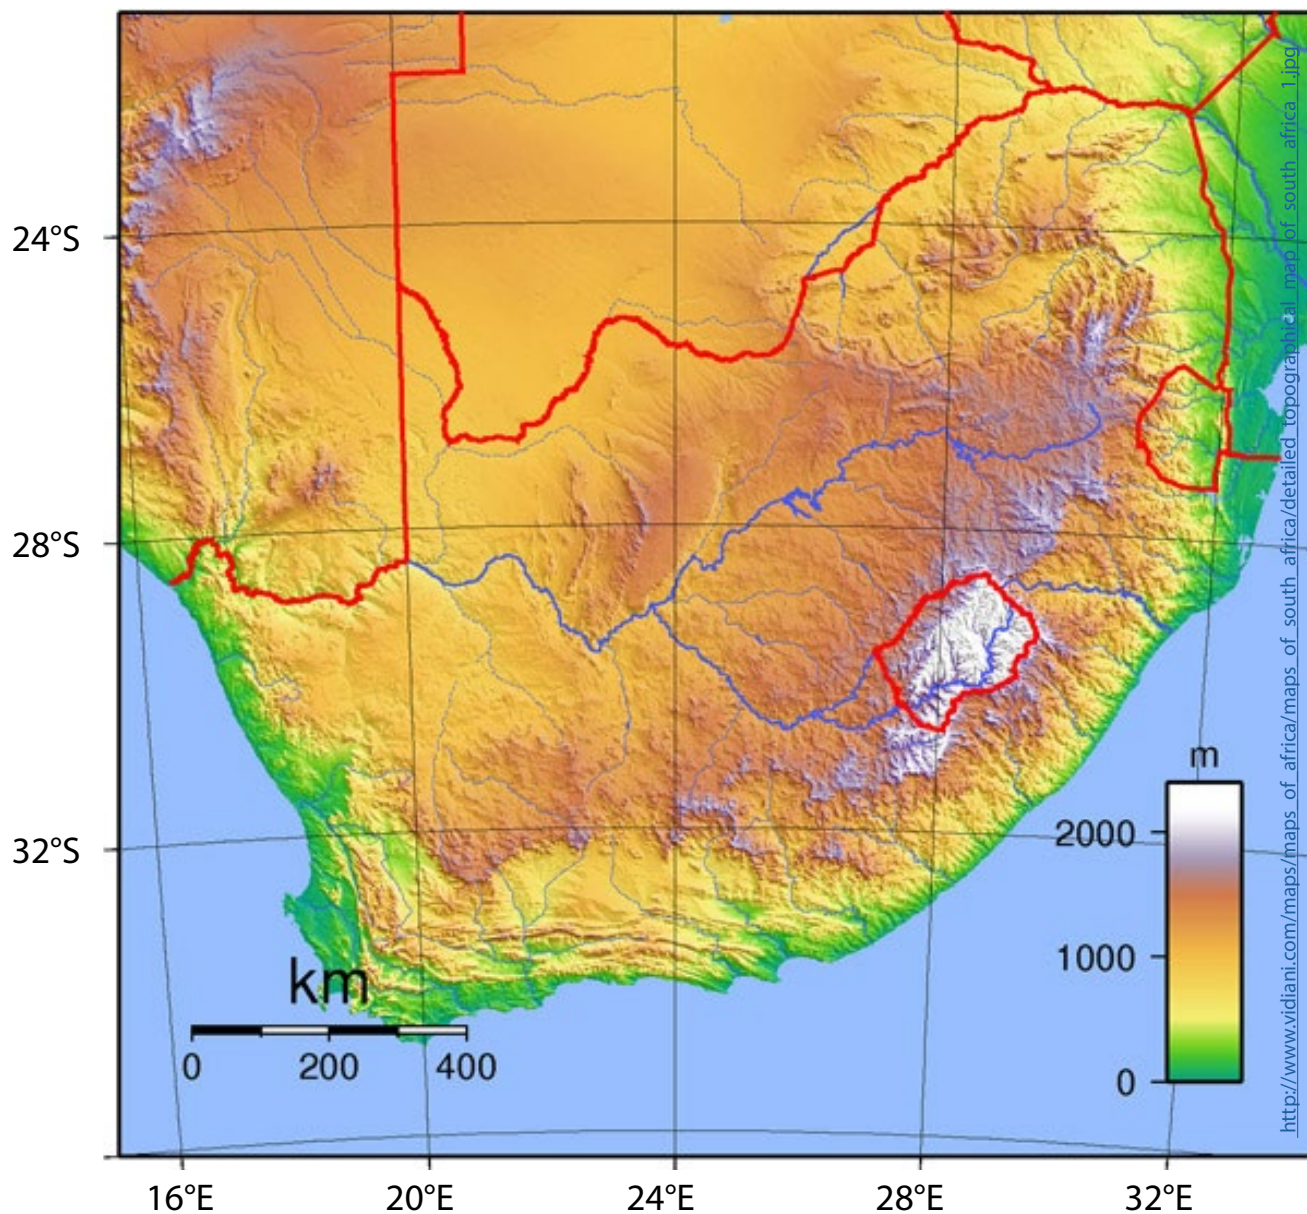 24°S
28°S
32°S
16°E
20°E
24°E
28°E
32°E
km
0
200
400
m
2000
1000
0
http://www.vidiani.com/maps/maps_of_africa/maps_of_south_africa/detailed_topographical_map_of_south_africa_1.jpg